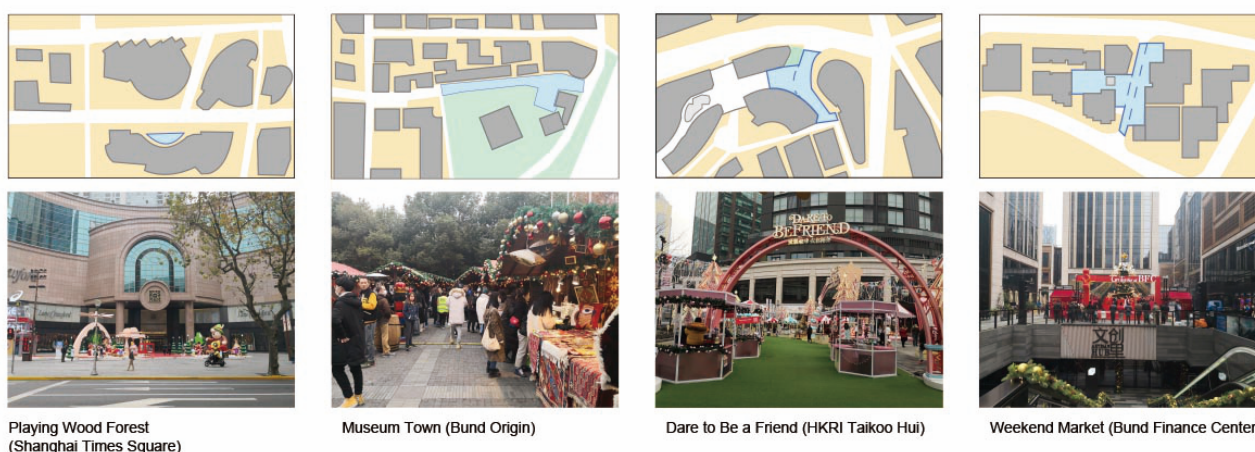 DARE TO
BEFRIEND
文创
Playing Wood Forest
(Shanghai Times Square)
Museum Town (Bund Origin)
Dare to Be a Friend (HKRI Taikoo Hui)
Weekend Market (Bund Finance Center